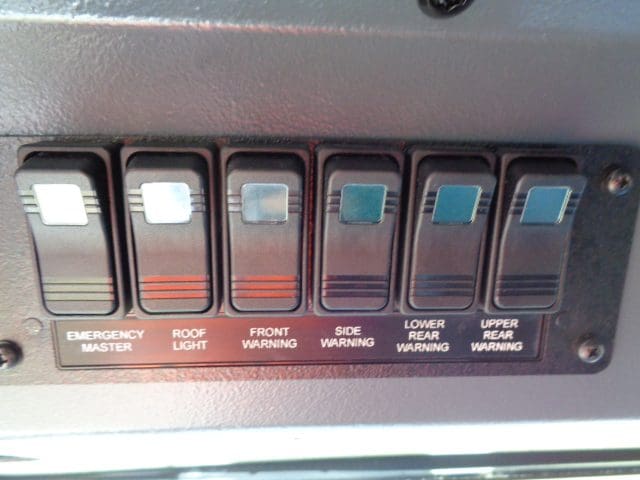 EMERGENCY
MASTER
ROOF
LIGHT
FRONT
WARNING
SIDE
WARNING
LOWER
REAR
WARNING
UPPER
REAR
WARNING